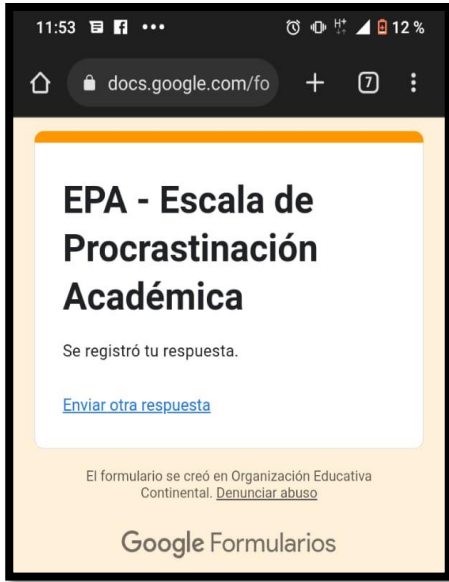 11:53
H+ 12 %
docs.google.com/fo
7
EPA - Escala de
Procrastinación
Académica
Se registró tu respuesta.
Enviar otra respuesta
El formulario se creó en Organización Educativa
Continental. Denunciar abuso
Google Formularios